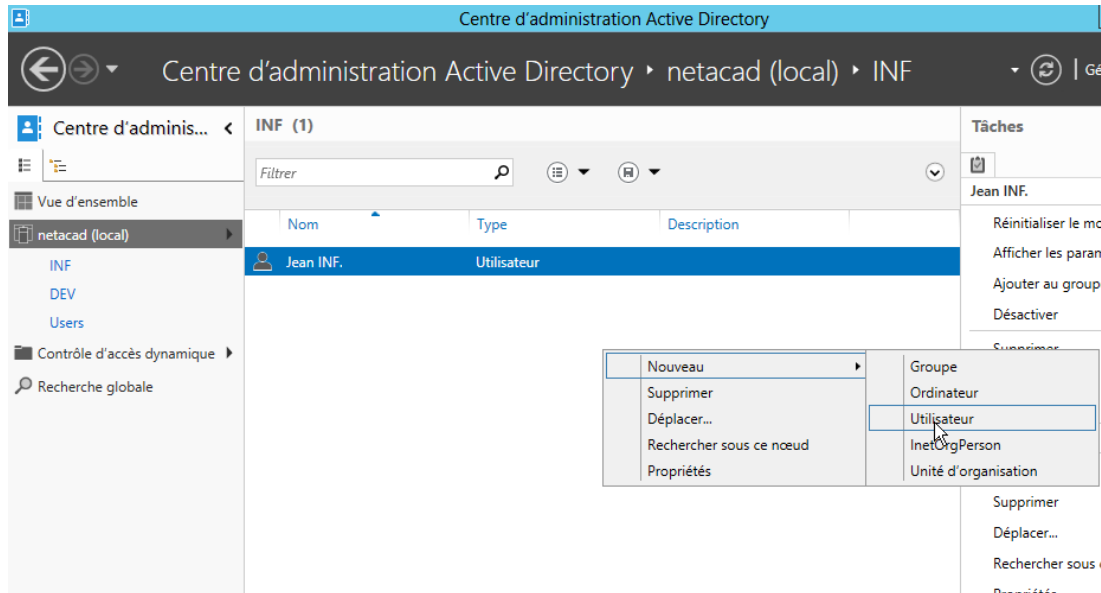 Centre d'administration Active Directory
Centre d'administration Active Directory ‣ netacad (local) ‣ INF
Centre d'adminis...
INF (1)
Tâches
Filtrer
Vue d'ensemble
Jean INF.
netacad (local)
Nom Type Description
Réinitialiser le
INF
Jean INF. Utilisateur
Afficher les
DEV
Ajouter au
Users
Désactiver
Contrôle d'accès dynamique
Supprimer
Recherche globale
Nouveau
Supprimer
Déplacer...
Rechercher sous ce nœud
Propriétés
Groupe
Ordinateur
Utilisateur
InetOrgPerson
Unité d'organisation
Supprimer
Déplacer...
Rechercher sous